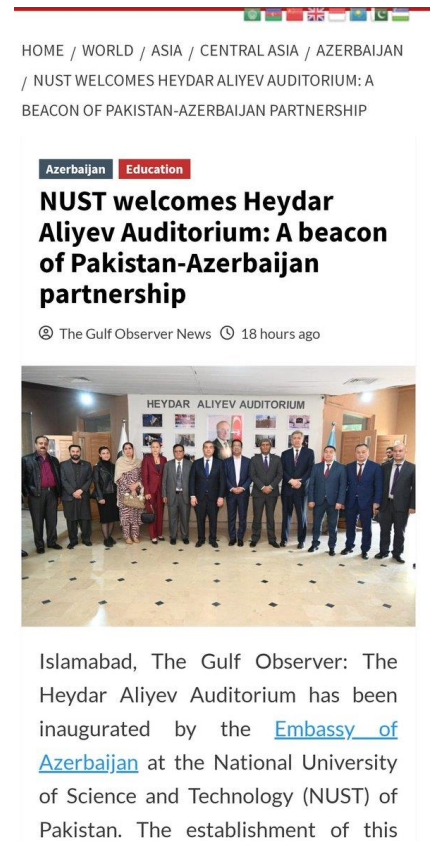 HOME / WORLD / ASIA / CENTRAL ASIA / AZERBAIJAN
/ NUST WELCOMES HEYDAR ALIYEV AUDITORIUM: A
BEACON OF PAKISTAN-AZERBAIJAN PARTNERSHIP
Azerbaijan Education
NUST welcomes Heydar
Aliyev Auditorium: A beacon
of Pakistan-Azerbaijan
partnership
The Gulf Observer News 18 hours ago
HEYDAR ALIYEV AUDITORIUM
Islamabad, The Gulf Observer: The
Heydar Aliyev Auditorium has been
inaugurated by the Embassy of
Azerbaijan at the National University
of Science and Technology (NUST) of
Pakistan. The establishment of this